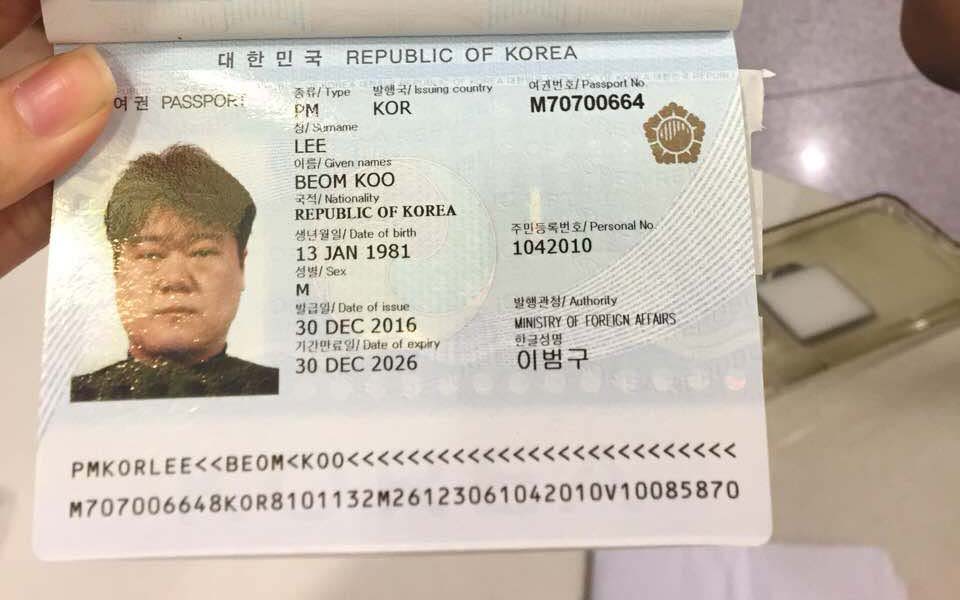 대한민국 REPUBLIC OF KOREA
여권 PASSPORT
종류/ Type 발행국/ Issuing country 여권번호/ Passport No.
PM KOR M70700664
성/ Surname
LEE
이름/ Given names
BEOM KOO
국적/ Nationality
REPUBLIC OF KOREA
생년월일/ Date of birth 주민등록번호/ Personal No.
13 JAN 1981 1042010
성별/ Sex
M
발급일/ Date of issue 발행관청/ Authority
30 DEC 2016 MINISTRY OF FOREIGN AFFAIRS
기간만료일/ Date of expiry 한글성명
30 DEC 2026 이범구
PMKORLEE<<BEOM<KOO<<<<<<<<<<<<<<<<<<<<<<<<<<
M707006648KOR8101132M26123061042010V10085870